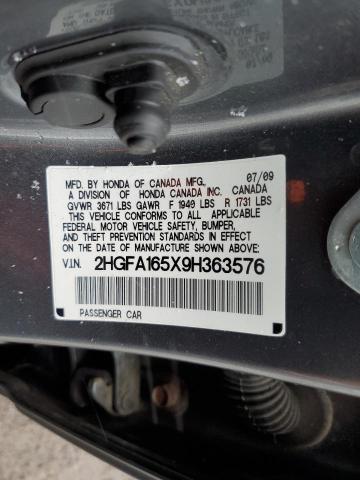 MFD. BY HONDA OF CANADA MFG., 07/09
A DIVISION OF HONDA CANADA INC. CANADA
GVWR 3671 LBS GAWR F 1940 LBS R 1731 LBS
THIS VEHICLE CONFORMS TO ALL APPLICABLE
FEDERAL MOTOR VEHICLE SAFETY, BUMPER,
AND THEFT PREVENTION STANDARDS IN EFFECT ON
THE DATE OF MANUFACTURE SHOWN ABOVE.
V.I.N. 2HGFA165X9H363576
PASSENGER CAR